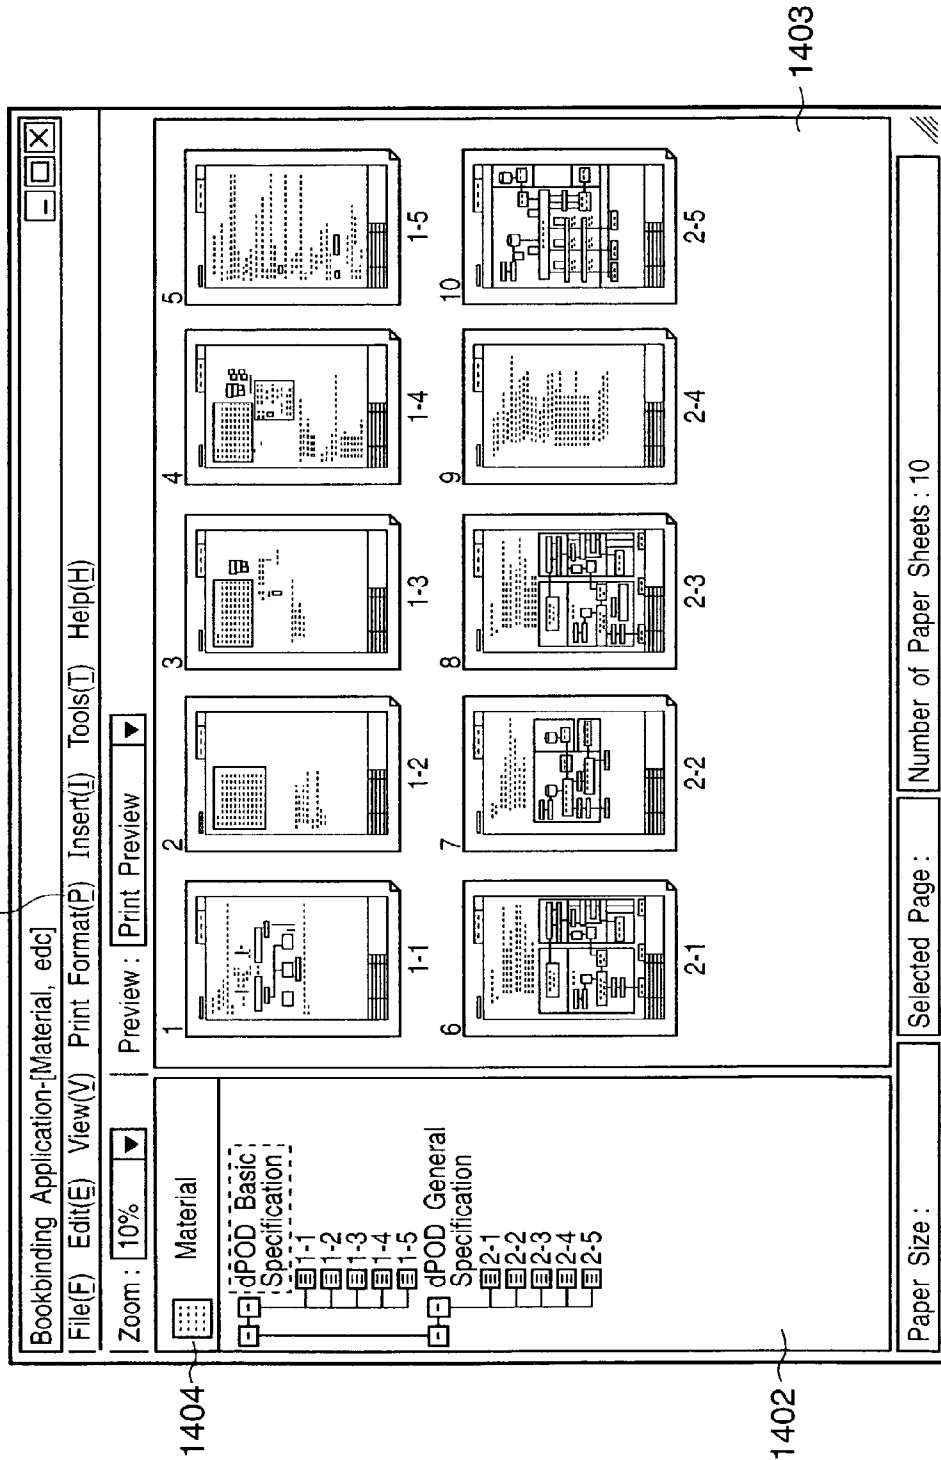 Bookbinding Application-[Material, edc]
File(F) Edit(E) View(V) Print Format(P) Insert(I) Tools(T) Help(H)
Zoom : 10% Preview : Print Preview
1404
Material
dPOD Basic
Specification
1-1
1-2
1-3
1-4
1-5
dPOD General
Specification
2-1
2-2
2-3
2-4
2-5
1402
1 2 3 4 5
1-1 1-2 1-3 1-4 1-5
6 7 8 9 10
2-1 2-2 2-3 2-4 2-5
1403
Paper Size : Selected Page : Number of Paper Sheets : 10